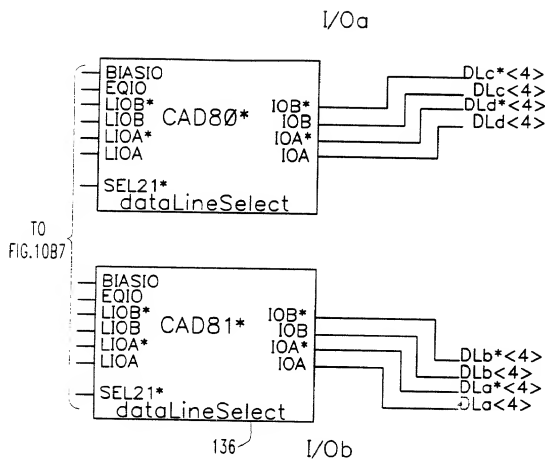 I/Oa
BIASIO
EQIO
LIOB*
LIOB
LIOA*
LIOA
SEL21*
CAD80*
IOB*
IOB
IOA*
IOA
dataLineSelect
DLc*<4>
DLc<4>
DLd*<4>
DLd<4>
TO
FIG.10B7
BIASIO
EQIO
LIOB*
LIOB
LIOA*
LIOA
SEL21*
CAD81*
IOB*
IOB
IOA*
IOA
dataLineSelect
DLb*<4>
DLb<4>
DLa*<4>
DLa<4>
136
I/Ob